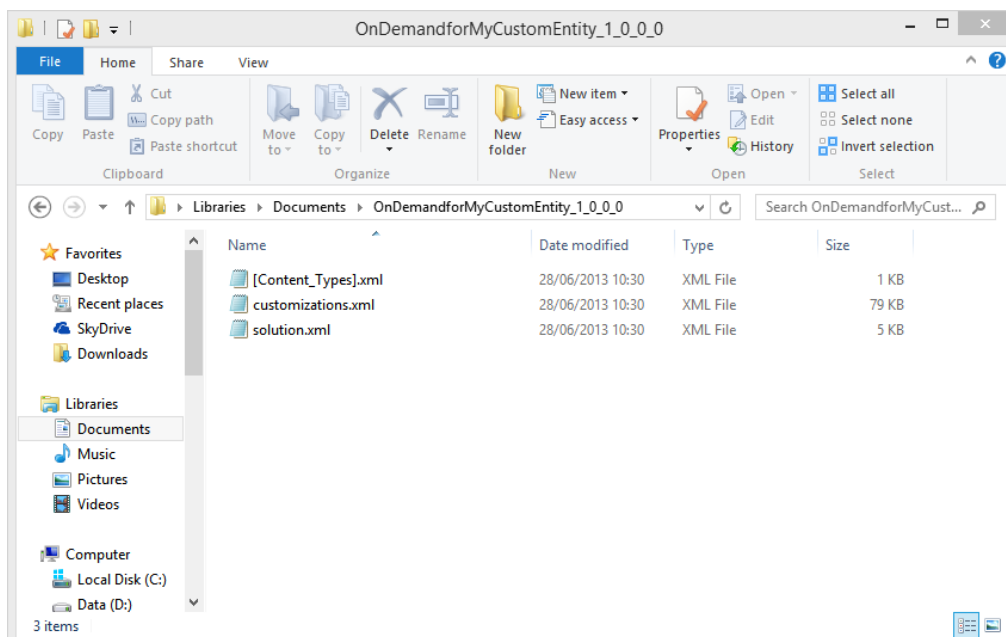 OnDemandforMyCustomEntity_1_0_0_0
File Home Share View
Copy
Paste
Cut
W... Copy path
Paste shortcut
Clipboard
Move to
Copy to
Delete
Rename
Organize
New folder
New item
Easy access
New
Properties
Open
Edit
History
Open
Select all
Select none
Invert selection
Select
Libraries Documents OnDemandforMyCustomEntity_1_0_0_0
Search OnDemandforMyCust...
Favorites
Desktop
Recent places
SkyDrive
Downloads
Libraries
Documents
Music
Pictures
Videos
Computer
Local Disk (C:)
Data (D:)
Name Date modified Type Size
[Content_Types].xml 28/06/2013 10:30 XML File 1 KB
customizations.xml 28/06/2013 10:30 XML File 79 KB
solution.xml 28/06/2013 10:30 XML File 5 KB
3 items